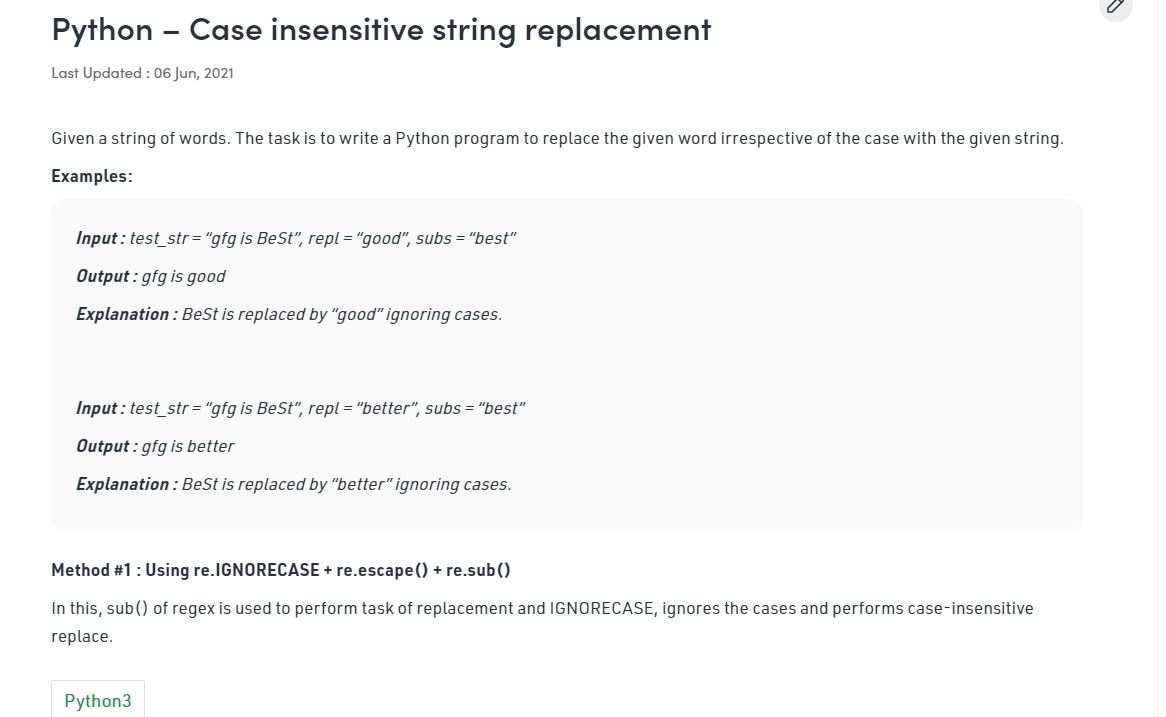 Python – Case insensitive string replacement
Last Updated : 06 Jun, 2021
Given a string of words. The task is to write a Python program to replace the given word irrespective of the case with the given string.
Examples:
Input : test_str = “gfg is BeSt”, repl = “good”, subs = “best”
Output : gfg is good
Explanation : BeSt is replaced by “good” ignoring cases.
Input : test_str = “gfg is BeSt”, repl = “better”, subs = “best”
Output : gfg is better
Explanation : BeSt is replaced by “better” ignoring cases.
Method #1 : Using re.IGNORECASE + re.escape() + re.sub()
In this, sub() of regex is used to perform task of replacement and IGNORECASE, ignores the cases and performs case-insensitive
replace.
Python3